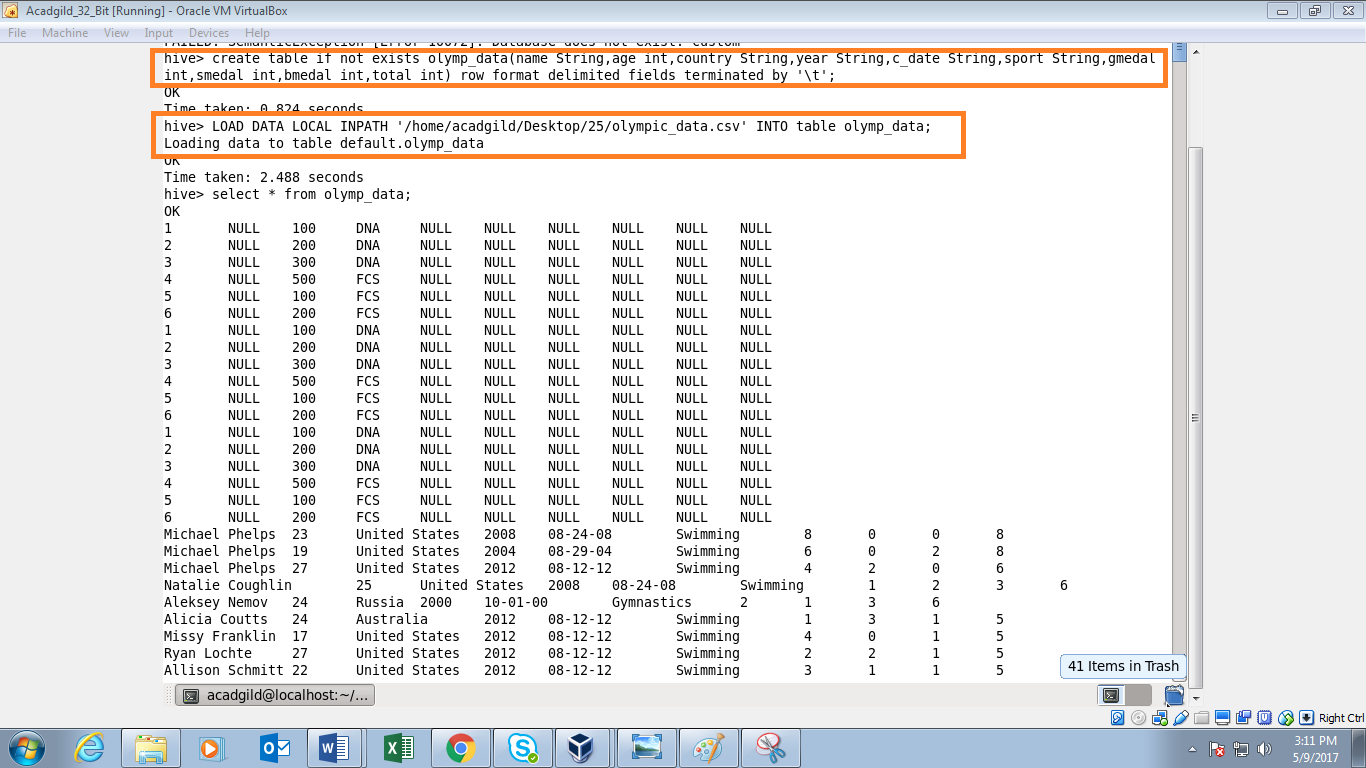 Acadgild_32_Bit [Running] - Oracle VM VirtualBox
File Machine View Input Devices Help
FAILED: SemanticException [Error 10072]: Database does not exist: custom
hive> create table if not exists olymp_data(name String,age int,country String,year String,c_date String,sport String,gmedal
int,smedal int,bmedal int,total int) row format delimited fields terminated by '\t';
OK
Time taken: 0.824 seconds
hive> LOAD DATA LOCAL INPATH '/home/acadgild/Desktop/25/olympic_data.csv' INTO table olymp_data;
Loading data to table default.olymp_data
OK
Time taken: 2.488 seconds
hive> select * from olymp_data;
OK
1 NULL 100 DNA NULL NULL NULL NULL NULL NULL
2 NULL 200 DNA NULL NULL NULL NULL NULL NULL
3 NULL 300 DNA NULL NULL NULL NULL NULL NULL
4 NULL 500 FCS NULL NULL NULL NULL NULL NULL
5 NULL 100 FCS NULL NULL NULL NULL NULL NULL
6 NULL 200 FCS NULL NULL NULL NULL NULL NULL
1 NULL 100 DNA NULL NULL NULL NULL NULL NULL
2 NULL 200 DNA NULL NULL NULL NULL NULL NULL
3 NULL 300 DNA NULL NULL NULL NULL NULL NULL
4 NULL 500 FCS NULL NULL NULL NULL NULL NULL
5 NULL 100 FCS NULL NULL NULL NULL NULL NULL
6 NULL 200 FCS NULL NULL NULL NULL NULL NULL
1 NULL 100 DNA NULL NULL NULL NULL NULL NULL
2 NULL 200 DNA NULL NULL NULL NULL NULL NULL
3 NULL 300 DNA NULL NULL NULL NULL NULL NULL
4 NULL 500 FCS NULL NULL NULL NULL NULL NULL
5 NULL 100 FCS NULL NULL NULL NULL NULL NULL
6 NULL 200 FCS NULL NULL NULL NULL NULL NULL
Michael Phelps 23 United States 2008 08-24-08 Swimming 8 0 0 8
Michael Phelps 19 United States 2004 08-29-04 Swimming 6 0 2 8
Michael Phelps 27 United States 2012 08-12-12 Swimming 4 2 0 6
Natalie Coughlin 25 United States 2008 08-24-08 Swimming 1 2 3 6
Aleksey Nemov 24 Russia 2000 10-01-00 Gymnastics 2 1 3 6
Alicia Coutts 24 Australia 2012 08-12-12 Swimming 1 3 1 5
Missy Franklin 17 United States 2012 08-12-12 Swimming 4 0 1 5
Ryan Lochte 27 United States 2012 08-12-12 Swimming 2 2 1 5
Allison Schmitt 22 United States 2012 08-12-12 Swimming 3 1 1 5
41 Items in Trash
acadgild@localhost:~/...
Right Ctrl
3:11 PM
5/9/2017